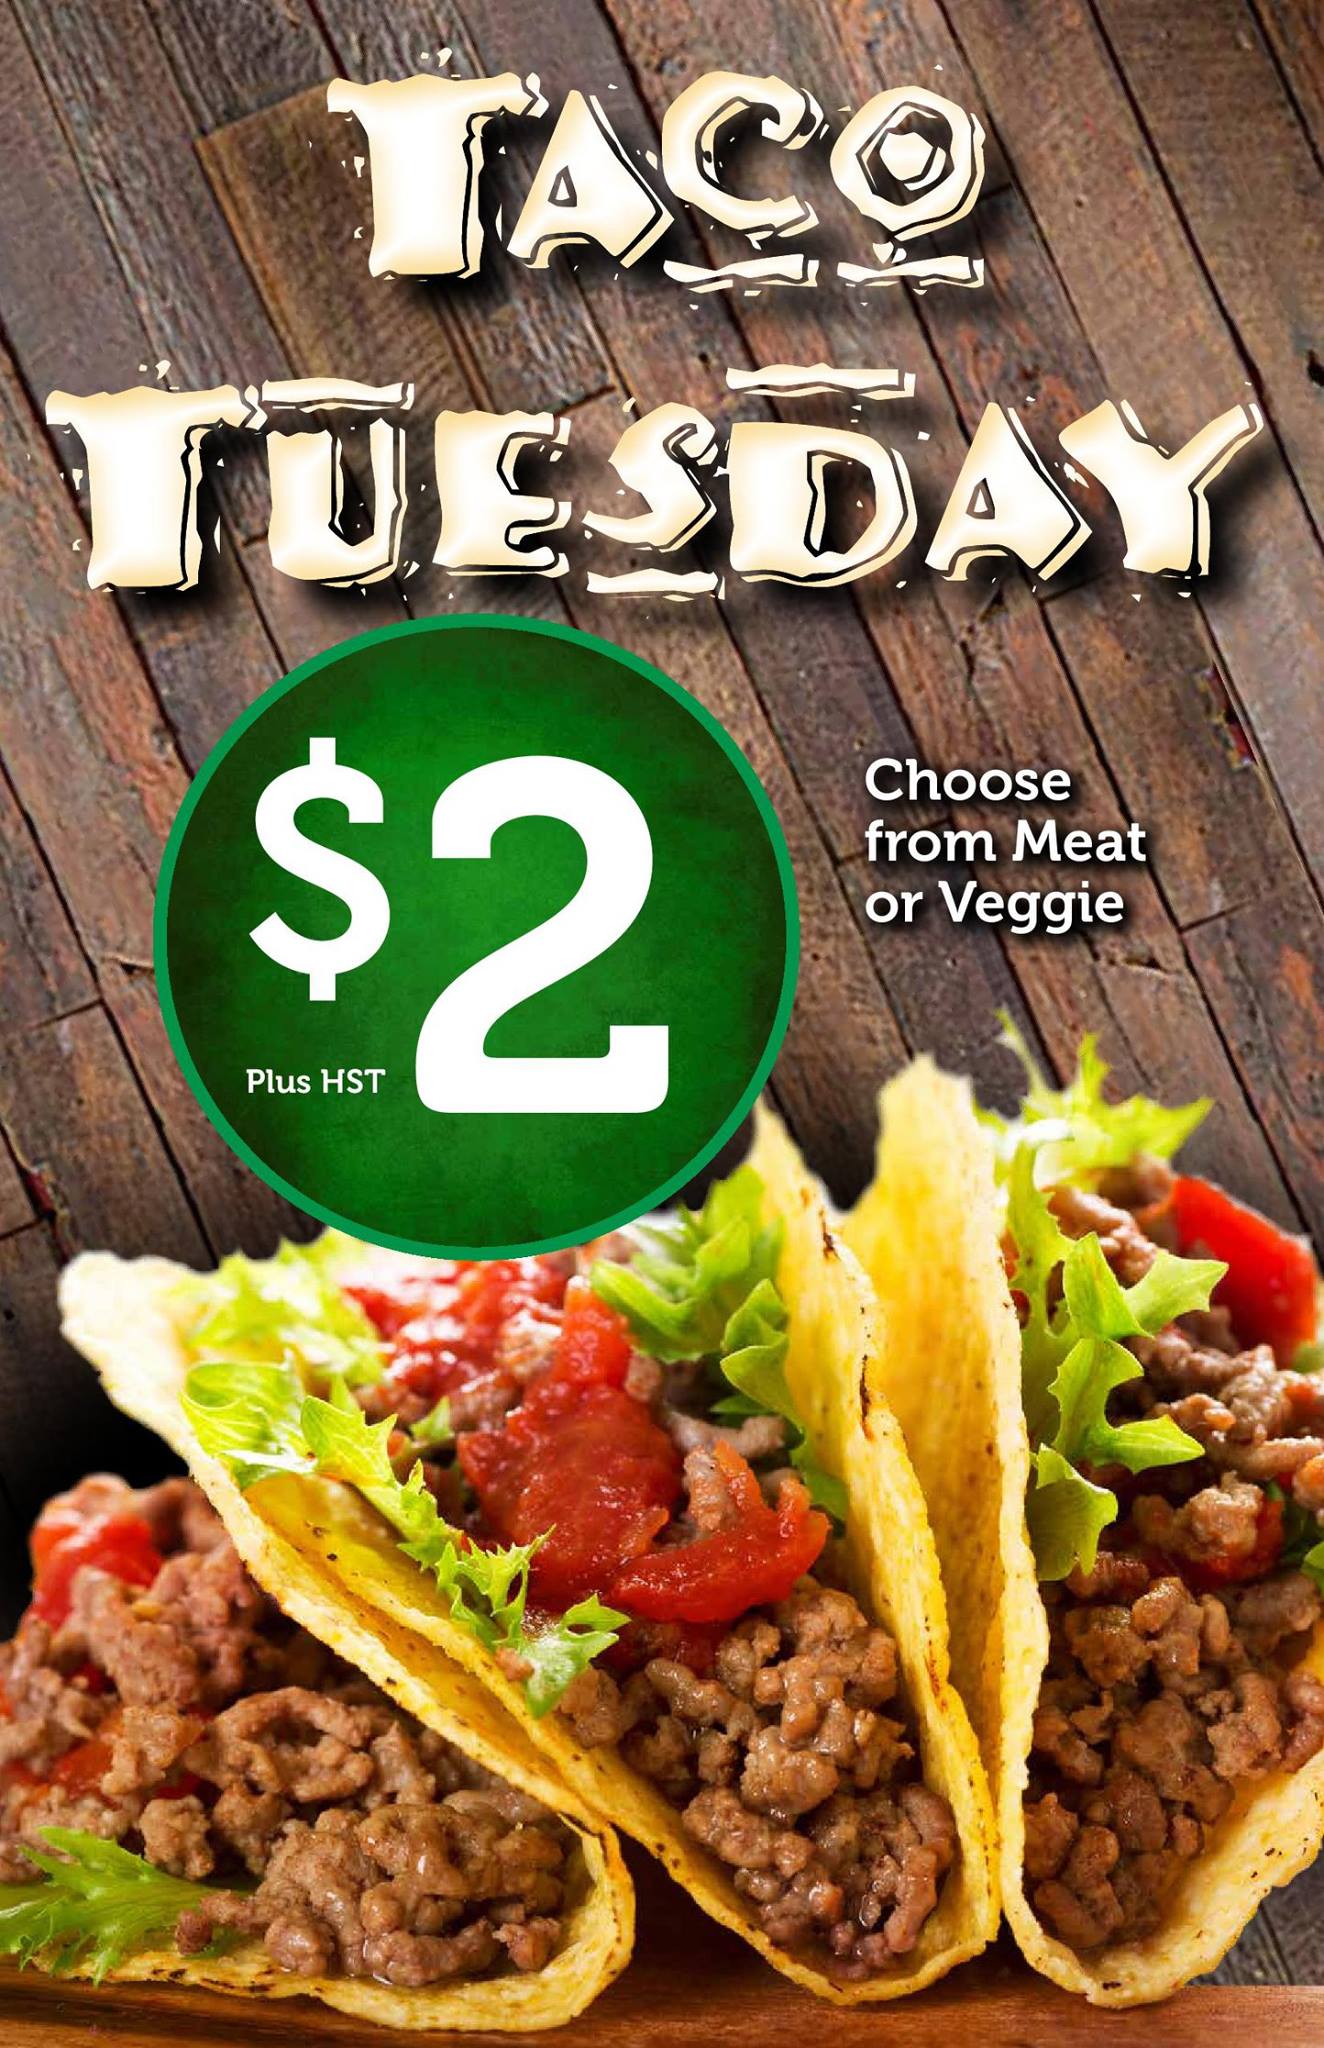 TACO
TUESDAY
$2
Plus HST
Choose
from Meat
or Veggie